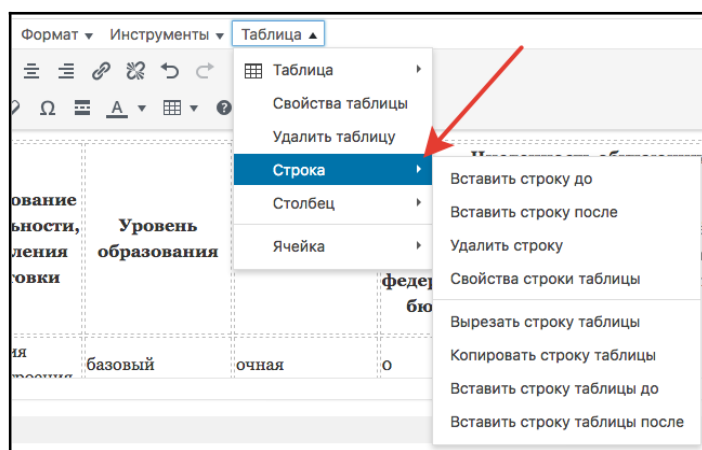 Формат Инструменты Таблица
Таблица
Свойства таблицы
Удалить таблицу
Строка
Столбец
Ячейка
Вставить строку до
Вставить строку после
Удалить строку
Свойства строки таблицы
Вырезать строку таблицы
Копировать строку таблицы
Вставить строку таблицы до
Вставить строку таблицы после
Ω A ?
Уровень
образования
базовый очная 0